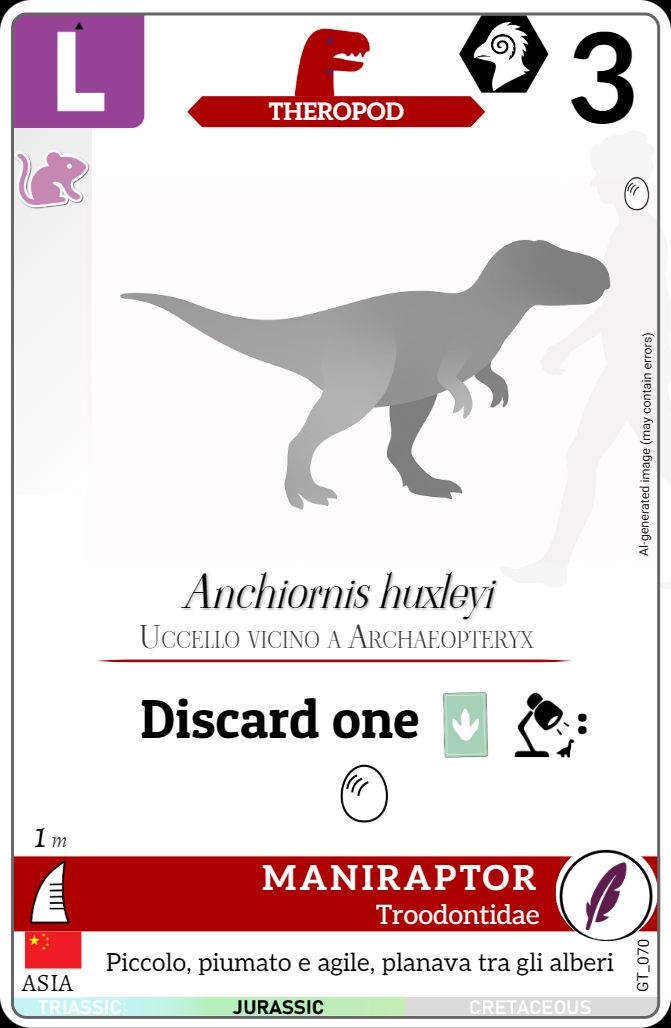 L
THEROPOD
3
AI-generated image (may contain errors)
Anchiornis huxleyi
Uccello vicino a Archaeopteryx
Discard one :
1 m
MANIRAPTOR
Troodontidae
ASIA
Piccolo, piumato e agile, planava tra gli alberi
GT_070
TRIASSIC JURASSIC CRETACEOUS